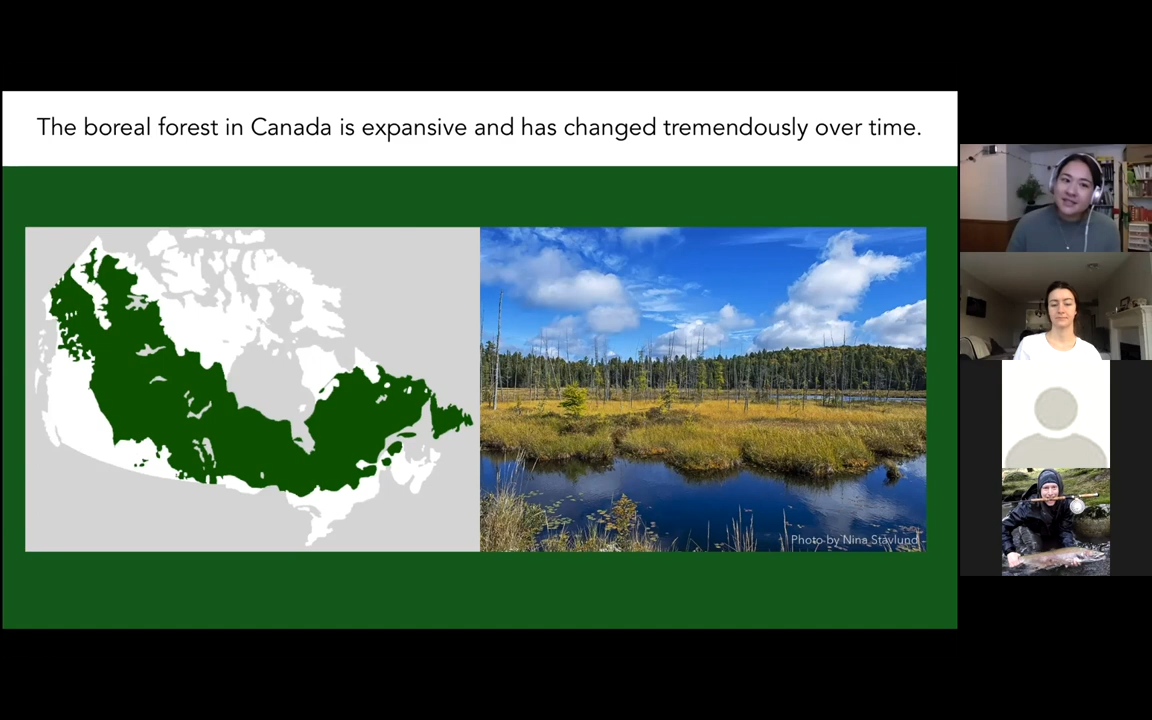 The boreal forest in Canada is expansive and has changed tremendously over time.
Photo by Nina Stavlund